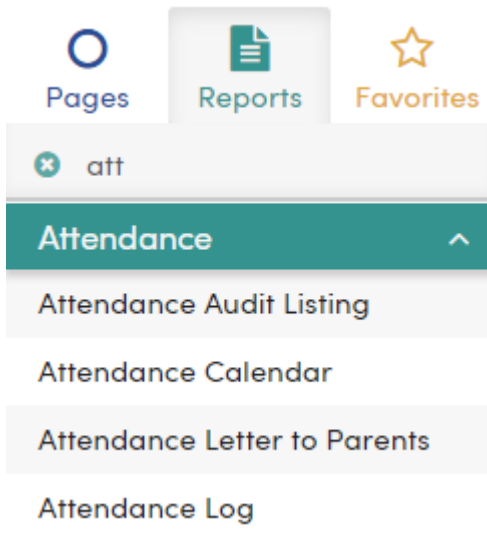 Pages Reports Favorites
att
Attendance
Attendance Audit Listing
Attendance Calendar
Attendance Letter to Parents
Attendance Log